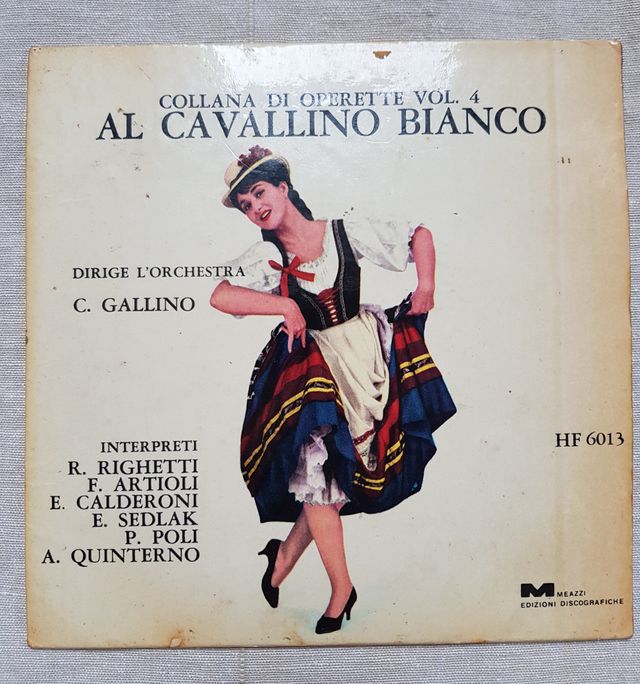 COLLANA DI OPERETTE VOL. 4
AL CAVALLINO BIANCO
DIRIGE L'ORCHESTRA
C. GALLINO
HF 6013
INTERPRETI
R. RIGHETTI
F. ARTIOLI
E. CALDERONI
E. SEDLAK
P. POLI
A. QUINTERNO
M MEAZZI
EDIZIONI DISCOGRAFICHE